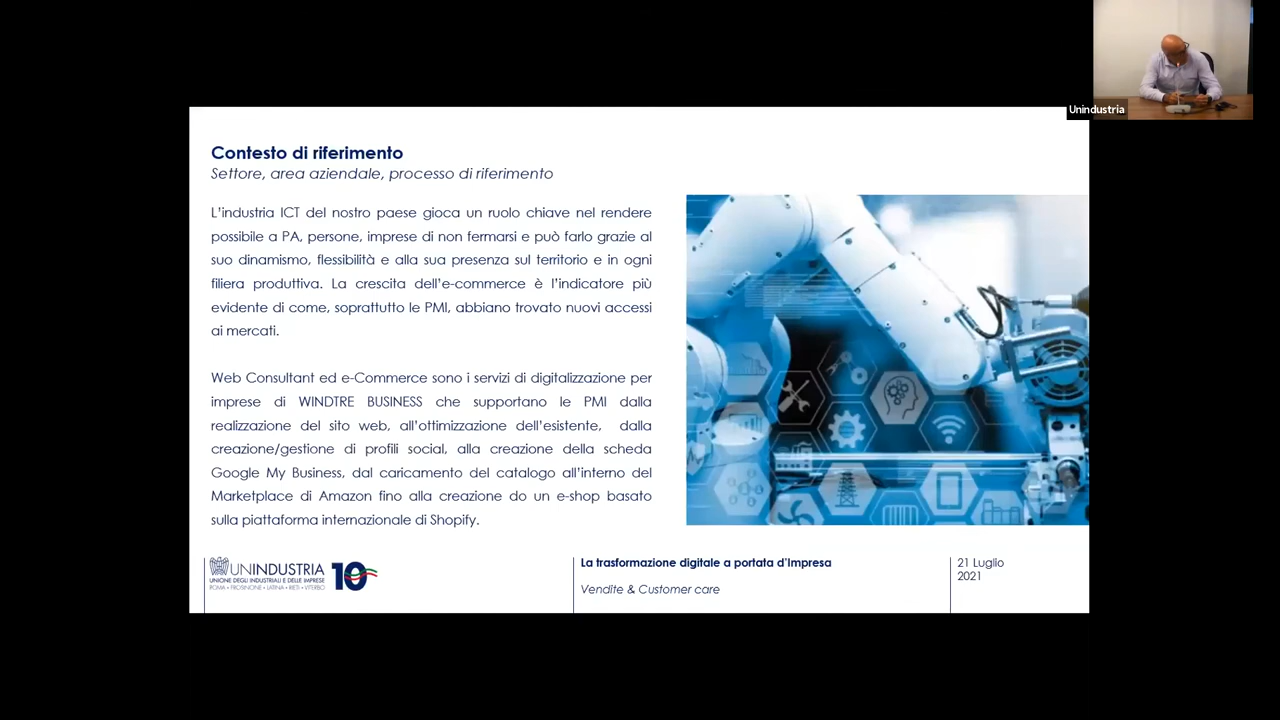 Unindustria
Contesto di riferimento
Settore, area aziendale, processo di riferimento
L'industria ICT del nostro paese gioca un ruolo chiave nel rendere
possibile a PA, persone, imprese di non fermarsi e può farlo grazie al
suo dinamismo, flessibilità e alla sua presenza sul territorio e in ogni
filiera produttiva. La crescita dell'e-commerce è l'indicatore più
evidente di come, soprattutto le PMI, abbiano trovato nuovi accessi
ai mercati.
Web Consultant ed e-Commerce sono i servizi di digitalizzazione per
imprese di WINDTRE BUSINESS che supportano le PMI dalla
realizzazione del sito web, all'ottimizzazione dell'esistente, dalla
creazione/gestione di profili social, alla creazione della scheda
Google My Business, dal caricamento del catalogo all'interno del
Marketplace di Amazon fino alla creazione do un e-shop basato
sulla piattaforma internazionale di Shopify.
UNINDUSTRIA 10
UNIONE DEGLI INDUSTRIALI E DELLE IMPRESE
ROMA • FROSINONE • LATINA • RIETI • VITERBO
La trasformazione digitale a portata d'Impresa
Vendite & Customer care
21 Luglio
2021